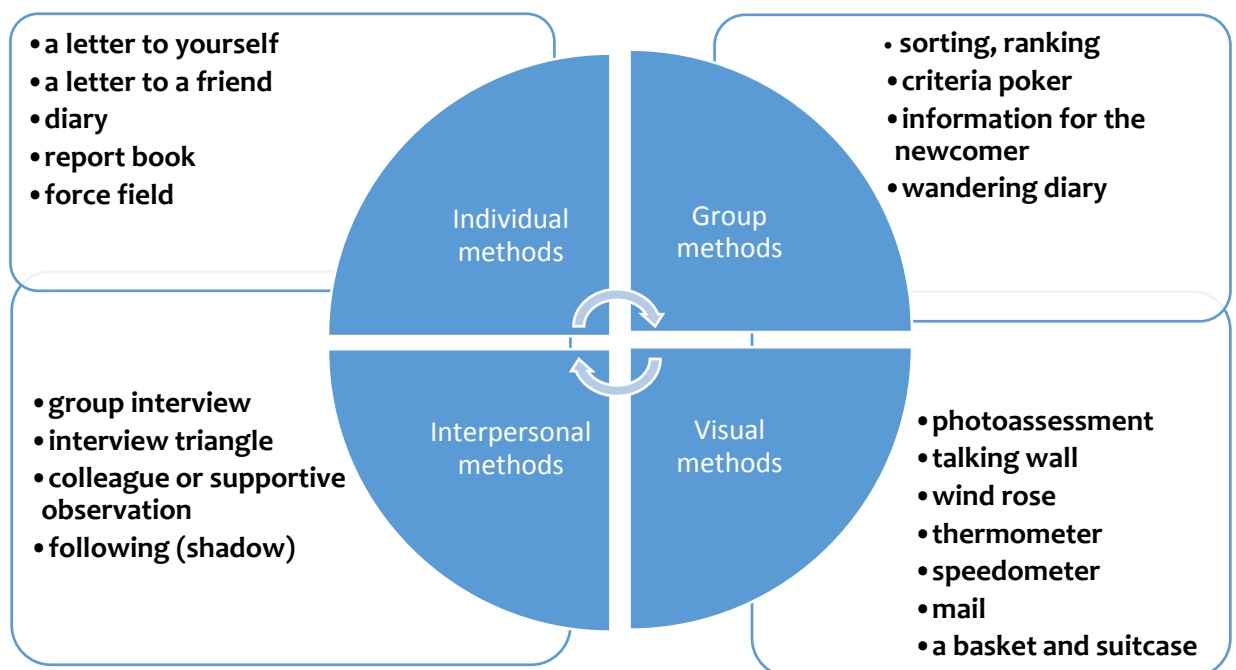 •a letter to yourself
•a letter to a friend
•diary
•report book
•force field
Individual
methods
Group
methods
• sorting, ranking
•criteria poker
•information for the
newcomer
•wandering diary
•group interview
•interview triangle
•colleague or supportive
observation
•following (shadow)
Interpersonal
methods
Visual
methods
•photoassessment
•talking wall
•wind rose
•thermometer
•speedometer
•mail
•a basket and suitcase